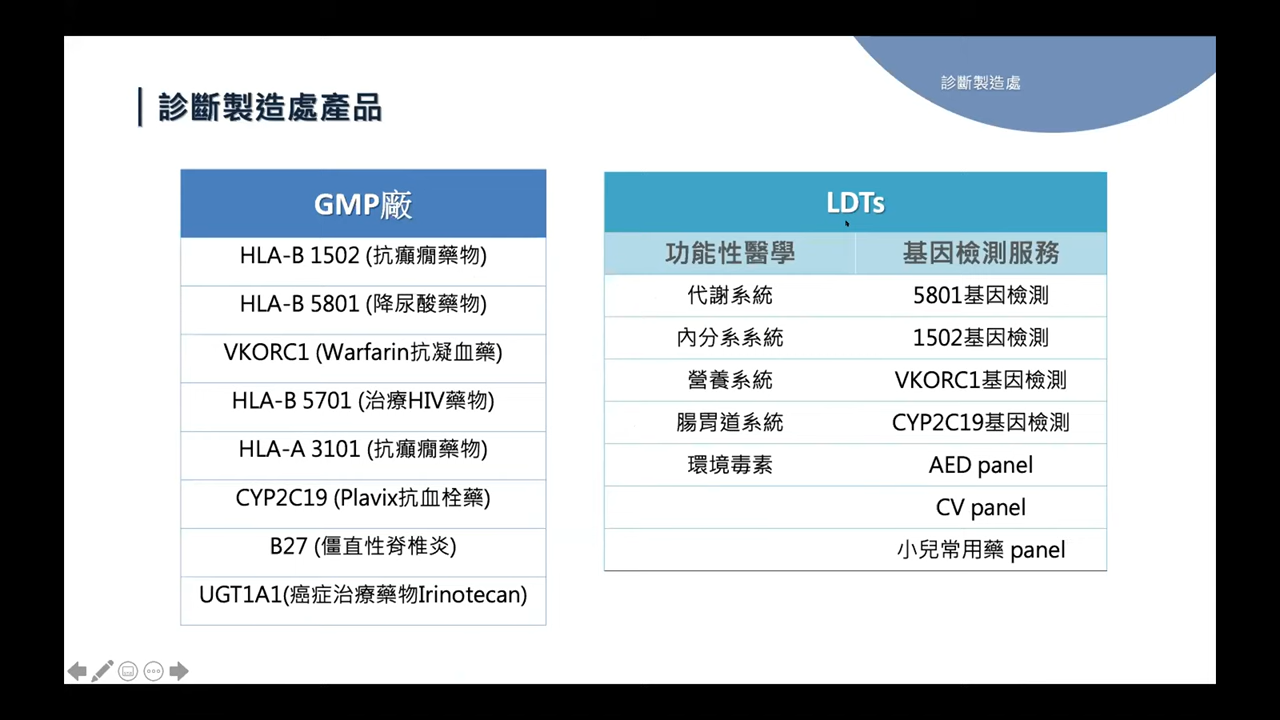 診斷製造處
診斷製造處產品
GMP廠
HLA-B 1502 (抗癲癇藥物)
HLA-B 5801 (降尿酸藥物)
VKORC1 (Warfarin抗凝血藥)
HLA-B 5701 (治療HIV藥物)
HLA-A 3101 (抗癲癇藥物)
CYP2C19 (Plavix抗血栓藥)
B27 (僵直性脊椎炎)
UGT1A1(癌症治療藥物Irinotecan)
LDTs
功能性醫學 基因檢測服務
代謝系統 5801基因檢測
內分系系統 1502基因檢測
營養系統 VKORC1基因檢測
腸胃道系統 CYP2C19基因檢測
環境毒素 AED panel
CV panel
小兒常用藥 panel